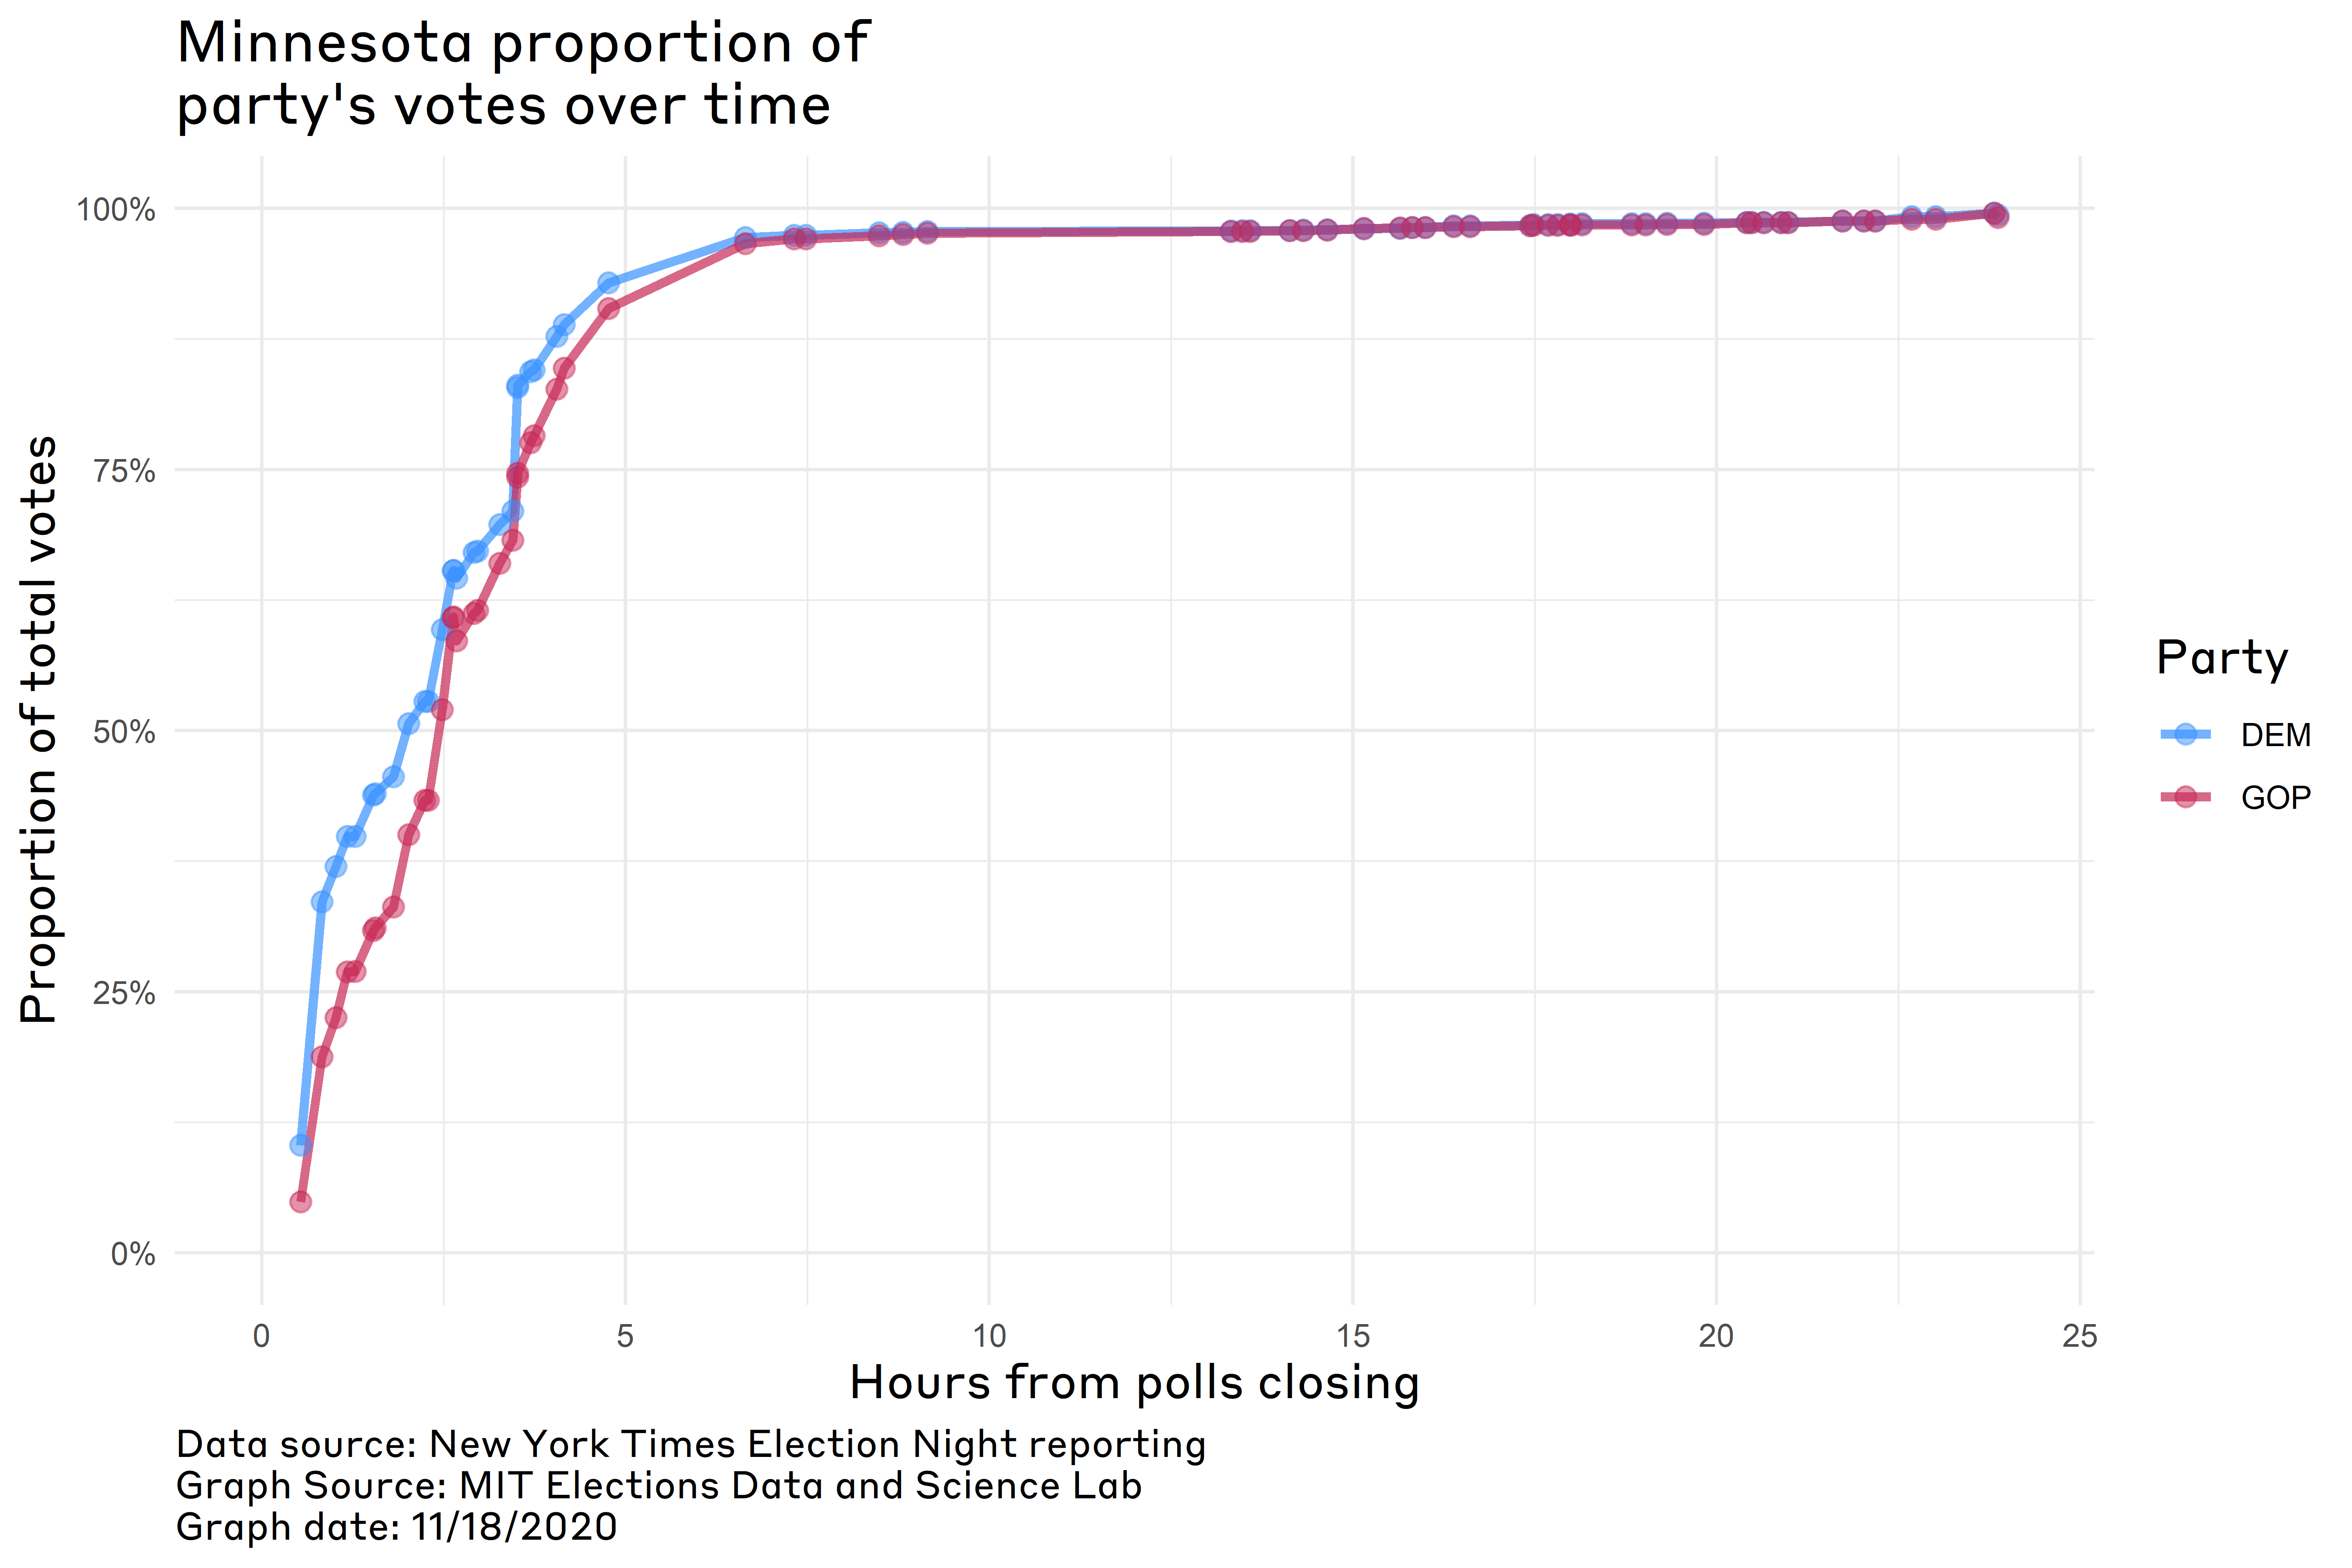 Minnesota proportion of
party's votes over time
Proportion of total votes
100%
75%
50%
25%
0%
0
5
10
15
20
25
Hours from polls closing
Party
DEM
GOP
Data source: New York Times Election Night reporting
Graph Source: MIT Elections Data and Science Lab
Graph date: 11/18/2020